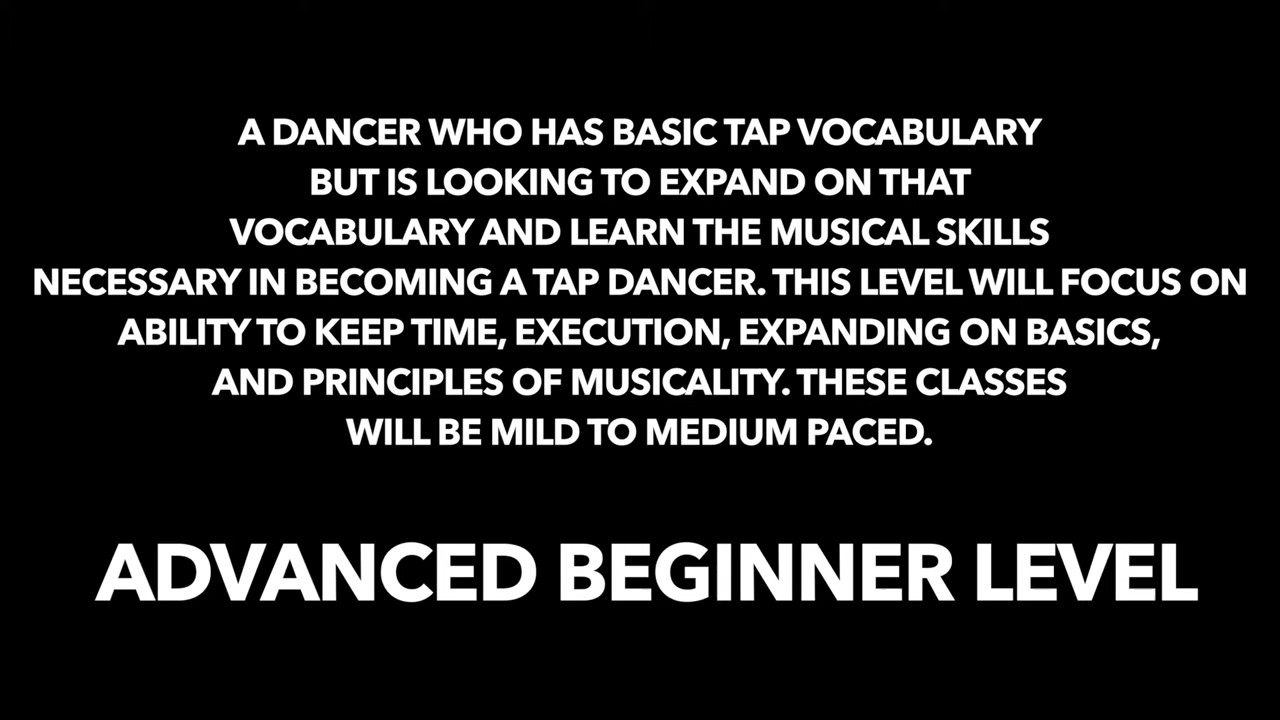 A DANCER WHO HAS BASIC TAP VOCABULARY
BUT IS LOOKING TO EXPAND ON THAT
VOCABULARY AND LEARN THE MUSICAL SKILLS
NECESSARY IN BECOMING A TAP DANCER. THIS LEVEL WILL FOCUS ON
ABILITY TO KEEP TIME, EXECUTION, EXPANDING ON BASICS,
AND PRINCIPLES OF MUSICALITY. THESE CLASSES
WILL BE MILD TO MEDIUM PACED.
ADVANCED BEGINNER LEVEL